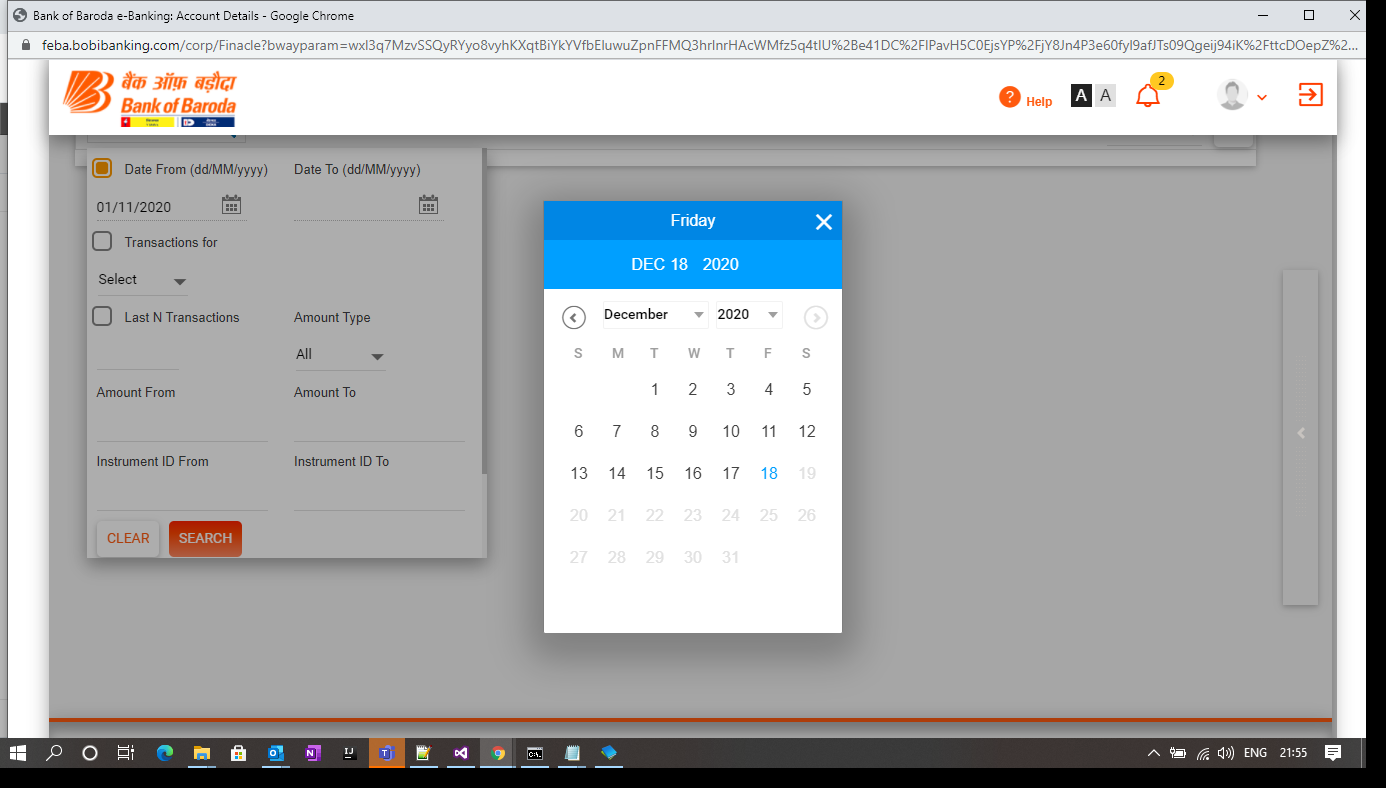 Bank of Baroda e-Banking: Account Details - Google Chrome
feba.bobibanking.com/corp/Finacle?bwayparam=wxl3q7MzvSSQyRYyo8vyhKXqtBiYkYVfbEluwuZpnFFMQ3hrInrHAcWMfz5q4tIU%2Be41DC%2FIPavH5C0EjsYP%2FjY8Jn4P3e60fyI9afJTs09Qgeij94iK%2FttcDOepZ%2...
बैंक ऑफ़ बड़ौदा
Bank of Baroda
? Help A A 2
Date From (dd/MM/yyyy) Date To (dd/MM/yyyy)
01/11/2020
Transactions for
Select
Last N Transactions Amount Type
All
Amount From Amount To
Instrument ID From Instrument ID To
CLEAR SEARCH
Friday
DEC 18 2020
December 2020
S M T W T F S
1 2 3 4 5
6 7 8 9 10 11 12
13 14 15 16 17 18 19
20 21 22 23 24 25 26
27 28 29 30 31
ENG 21:55